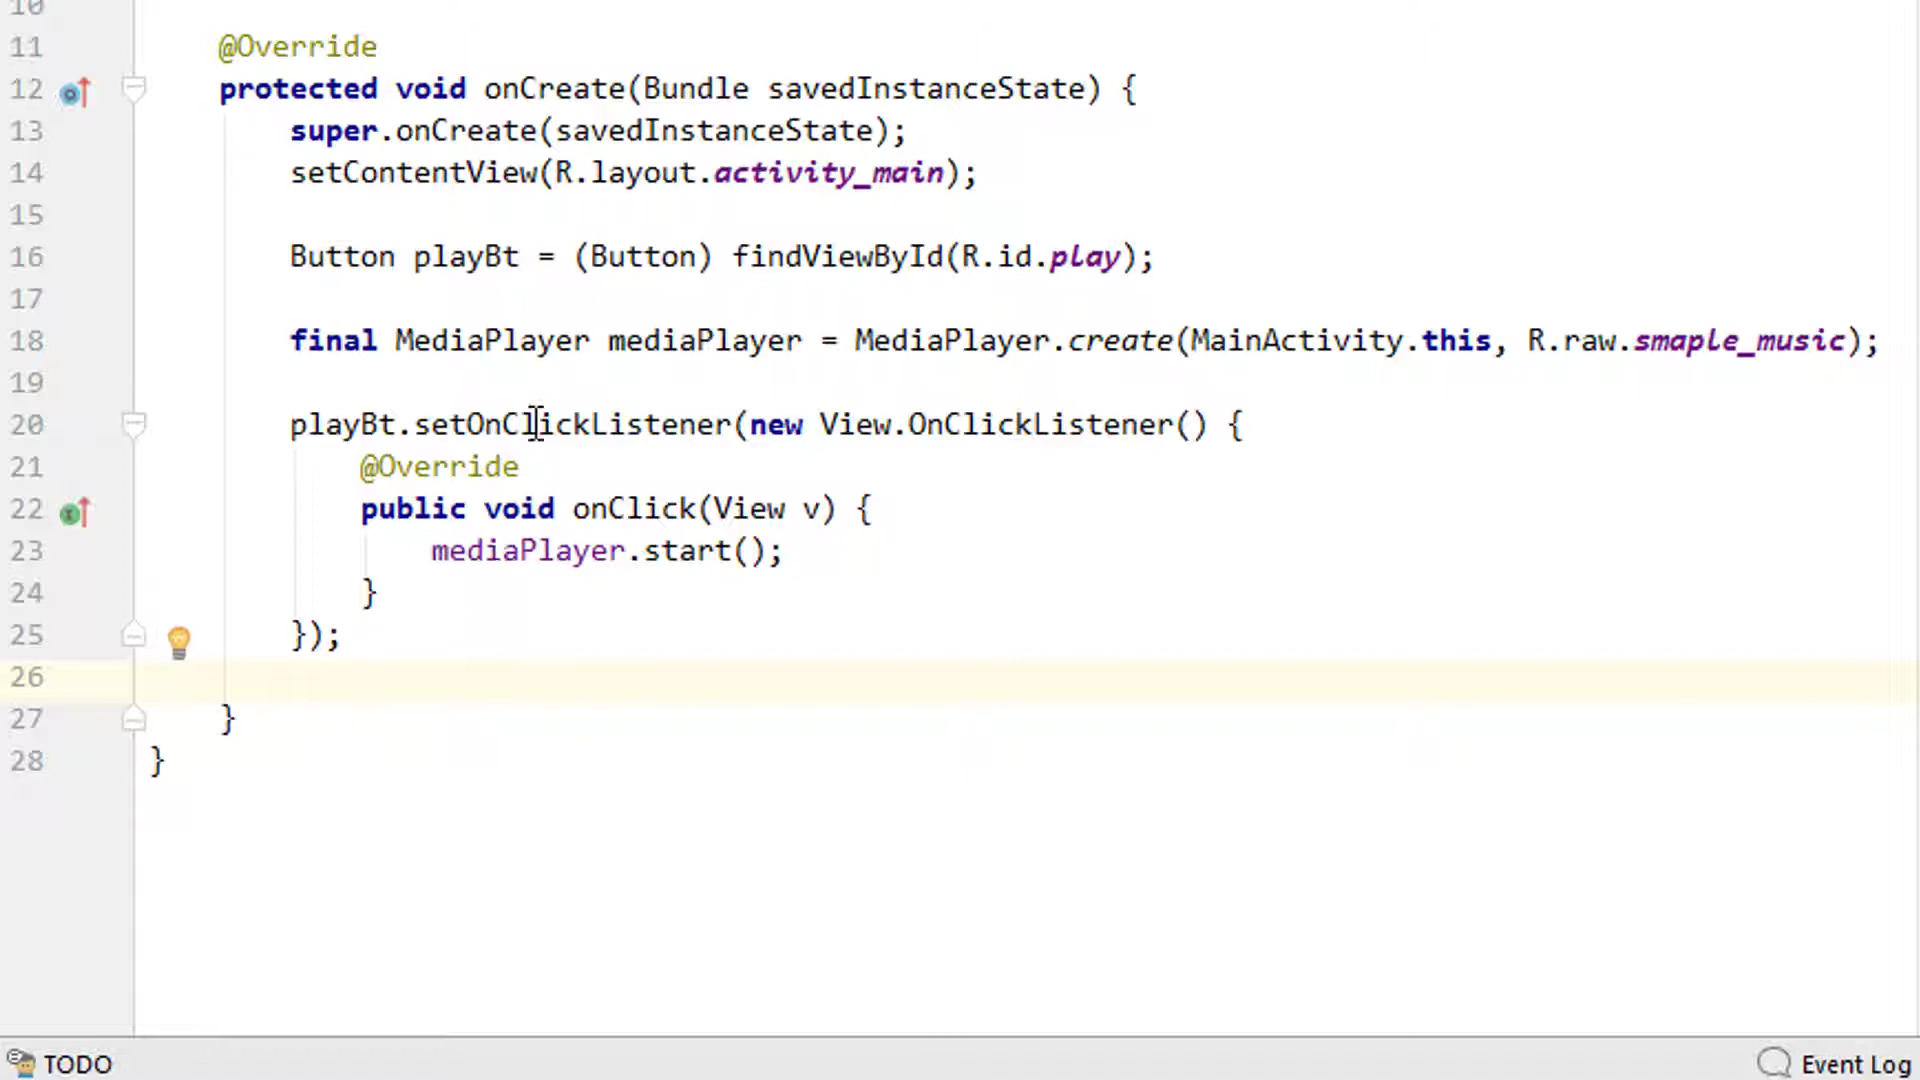 10
11 @Override
12 protected void onCreate(Bundle savedInstanceState) {
13 super.onCreate(savedInstanceState);
14 setContentView(R.layout.activity_main);
15
16 Button playBt = (Button) findViewById(R.id.play);
17
18 final MediaPlayer mediaPlayer = MediaPlayer.create(MainActivity.this, R.raw.smaple_music);
19
20 playBt.setOnClickListener(new View.OnClickListener() {
21 @Override
22 public void onClick(View v) {
23 mediaPlayer.start();
24 }
25 });
26
27 }
28 }
TODO Event Log